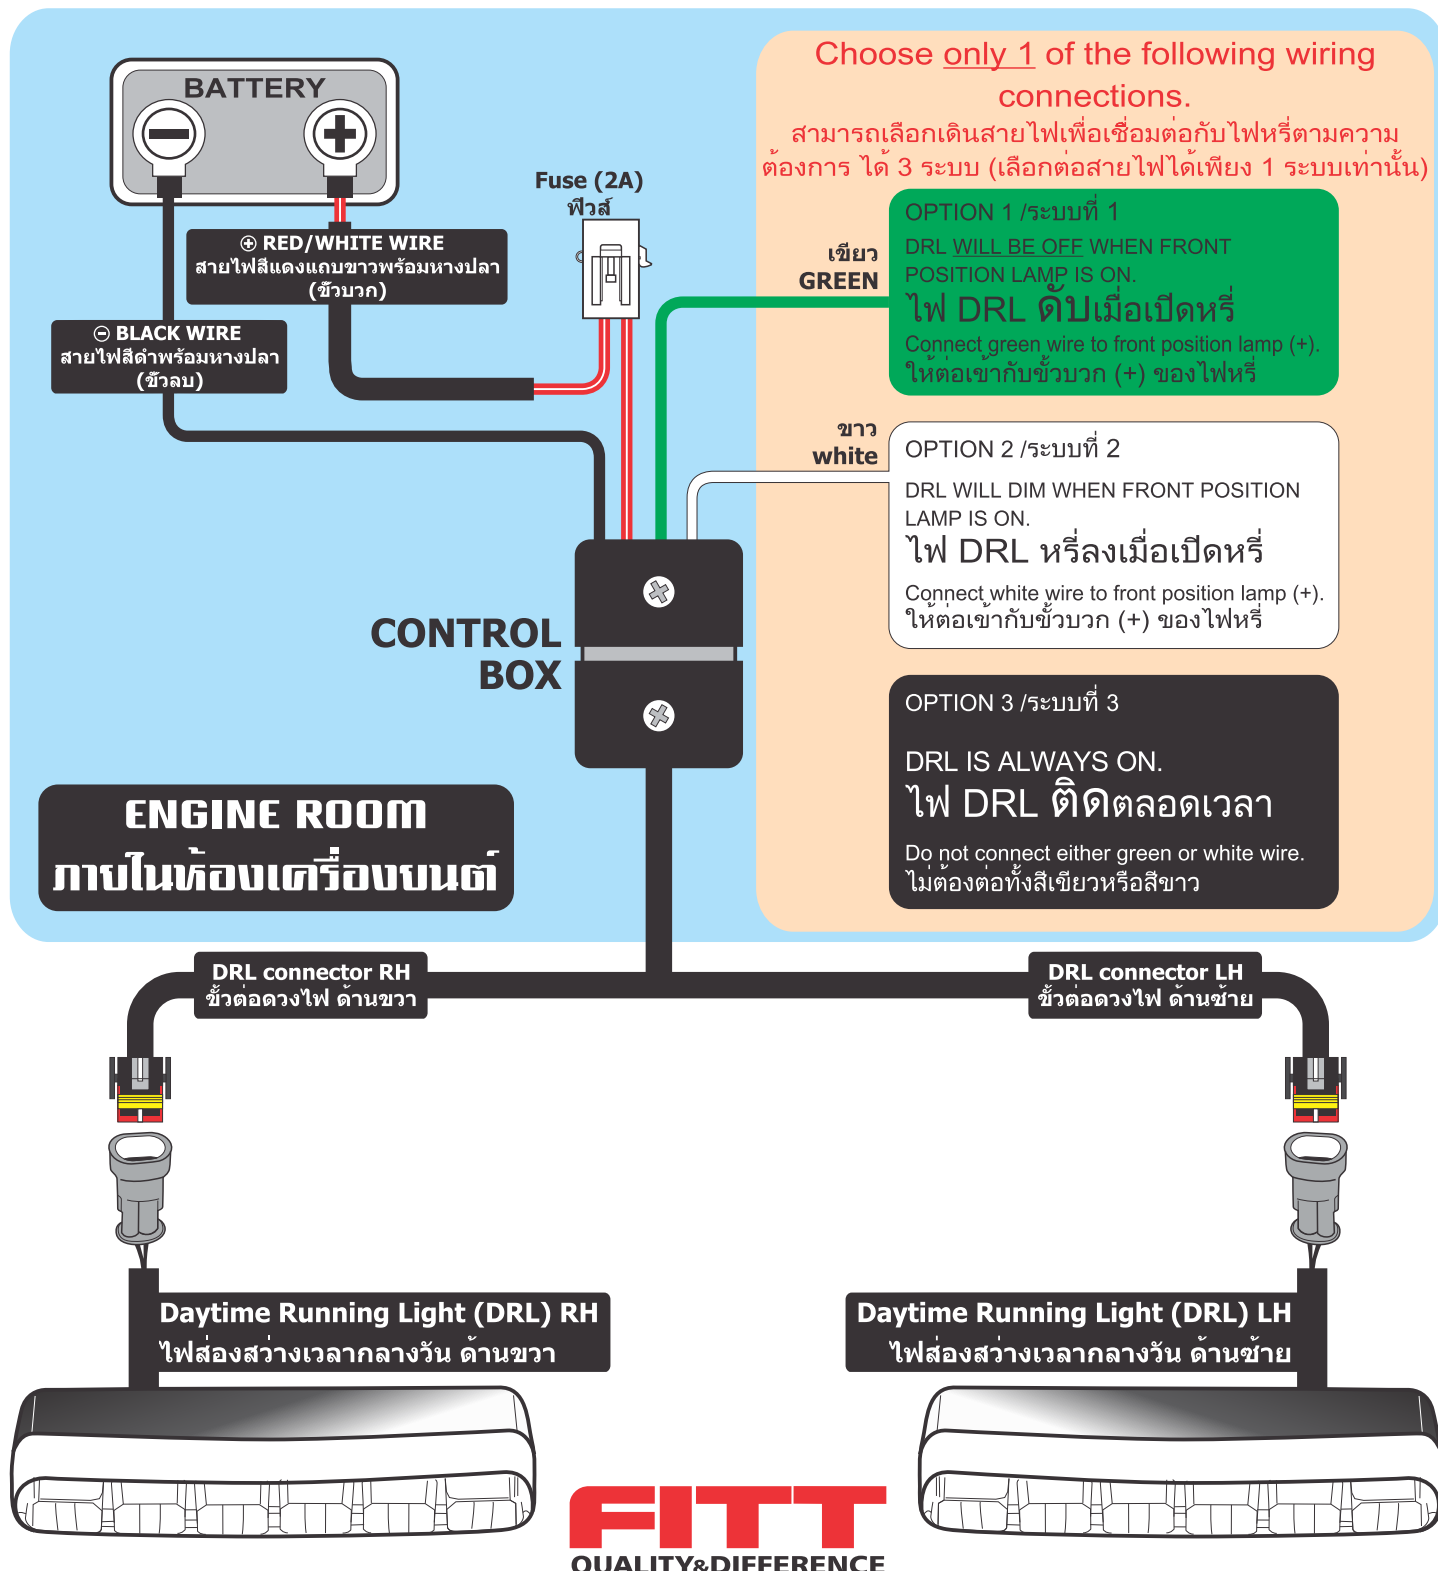 BATTERY
Choose only 1 of the following wiring
connections.
สามารถเลือกเดินสายไฟเพื่อเชื่อมต่อกับไฟหรี่ตามความ
ต้องการ ได้ 3 ระบบ (เลือกต่อสายไฟได้เพียง 1 ระบบเท่านั้น)
Fuse (2A)
ฟิวส์
⊕ RED/WHITE WIRE
สายไฟสีแดงแถบขาวพร้อมหางปลา
(ขั้วบวก)
⊖ BLACK WIRE
สายไฟสีดำพร้อมหางปลา
(ขั้วลบ)
เขียว
GREEN
OPTION 1 /ระบบที่ 1
DRL WILL BE OFF WHEN FRONT
POSITION LAMP IS ON.
ไฟ DRL ดับเมื่อเปิดหรี่
Connect green wire to front position lamp (+).
ให้ต่อเข้ากับขั้วบวก (+) ของไฟหรี่
ขาว
white
OPTION 2 /ระบบที่ 2
DRL WILL DIM WHEN FRONT POSITION
LAMP IS ON.
ไฟ DRL หรี่ลงเมื่อเปิดหรี่
Connect white wire to front position lamp (+).
ให้ต่อเข้ากับขั้วบวก (+) ของไฟหรี่
CONTROL
BOX
OPTION 3 /ระบบที่ 3
DRL IS ALWAYS ON.
ไฟ DRL ติดตลอดเวลา
Do not connect either green or white wire.
ไม่ต้องต่อทั้งสีเขียวหรือสีขาว
ENGINE ROOM
ภายในห้องเครื่องยนต์
DRL connector RH
ขั้วต่อดวงไฟ ด้านขวา
DRL connector LH
ขั้วต่อดวงไฟ ด้านซ้าย
Daytime Running Light (DRL) RH
ไฟส่องสว่างเวลากลางวัน ด้านขวา
Daytime Running Light (DRL) LH
ไฟส่องสว่างเวลากลางวัน ด้านซ้าย
FITT
QUALITY&DIFFERENCE